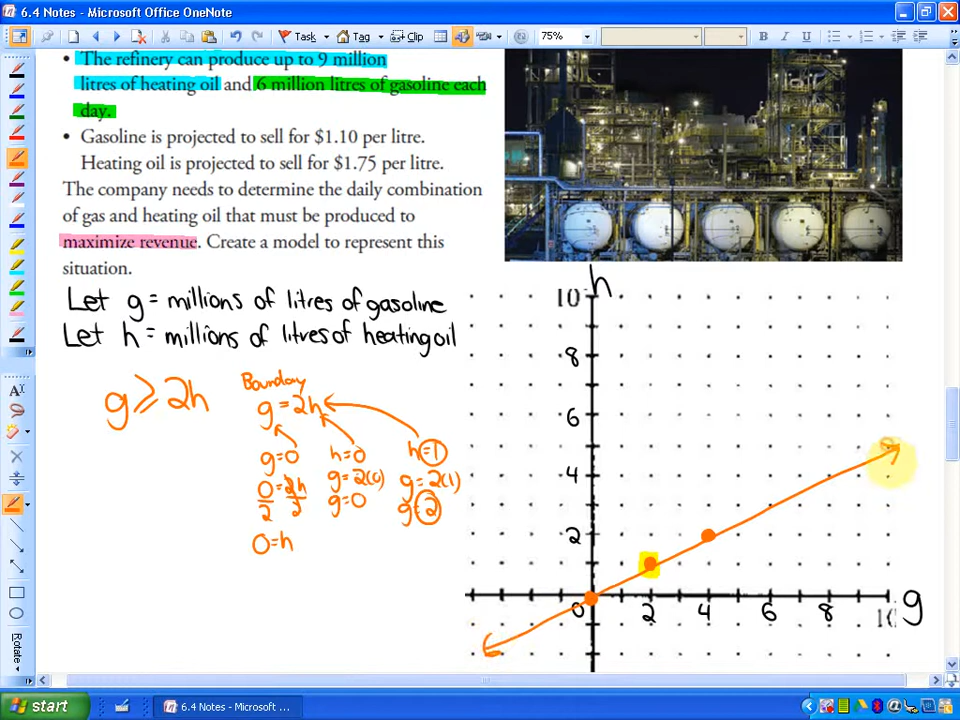 6.4 Notes - Microsoft Office OneNote
Task
Tag
Clip
75%
B I U
• The refinery can produce up to 9 million
litres of heating oil and 6 million litres of gasoline each
day.
• Gasoline is projected to sell for $1.10 per litre.
Heating oil is projected to sell for $1.75 per litre.
The company needs to determine the daily combination
of gas and heating oil that must be produced to
maximize revenue. Create a model to represent this
situation.
Let g = millions of litres of gasoline
Let h = millions of litres of heating oil
g ≥ 2h
Boundary
g = 2h
g = 0
0 = 2h
2 2
0 = h
h = 0
g = 2(0)
g = 0
h = 1
g = 2(1)
g = 2
h
10
8
6
4
2
0 2 4 6 8 10 g
Rotate
start
6.4 Notes - Microsoft ...